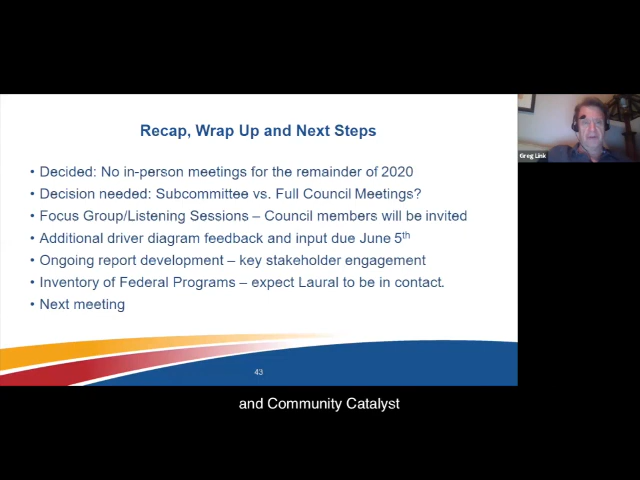 Recap, Wrap Up and Next Steps
• Decided: No in-person meetings for the remainder of 2020
• Decision needed: Subcommittee vs. Full Council Meetings?
• Focus Group/Listening Sessions – Council members will be invited
• Additional driver diagram feedback and input due June 5th
• Ongoing report development – key stakeholder engagement
• Inventory of Federal Programs – expect Laural to be in contact.
• Next meeting
43
Greg Link
and Community Catalyst